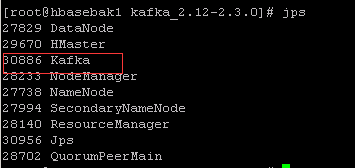 [root@hbasebak1 kafka_2.12-2.3.0]# jps
27829 DataNode
29670 HMaster
30886 Kafka
28233 NodeManager
27738 NameNode
27994 SecondaryNameNode
28140 ResourceManager
30956 Jps
28702 QuorumPeerMain